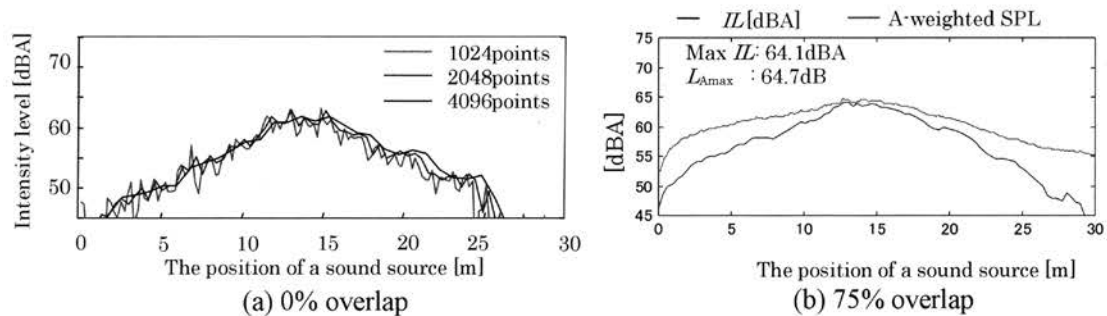 Intensity level [dBA]
70
60
50
1024points
2048points
4096points
0 5 10 15 20 25 30
The position of a sound source [m]
(a) 0% overlap
IL[dBA] A-weighted SPL
[dBA]
75
70
65
60
55
50
45
Max IL: 64.1dBA
LAmax : 64.7dB
0 5 10 15 20 25 30
The position of a sound source [m]
(b) 75% overlap